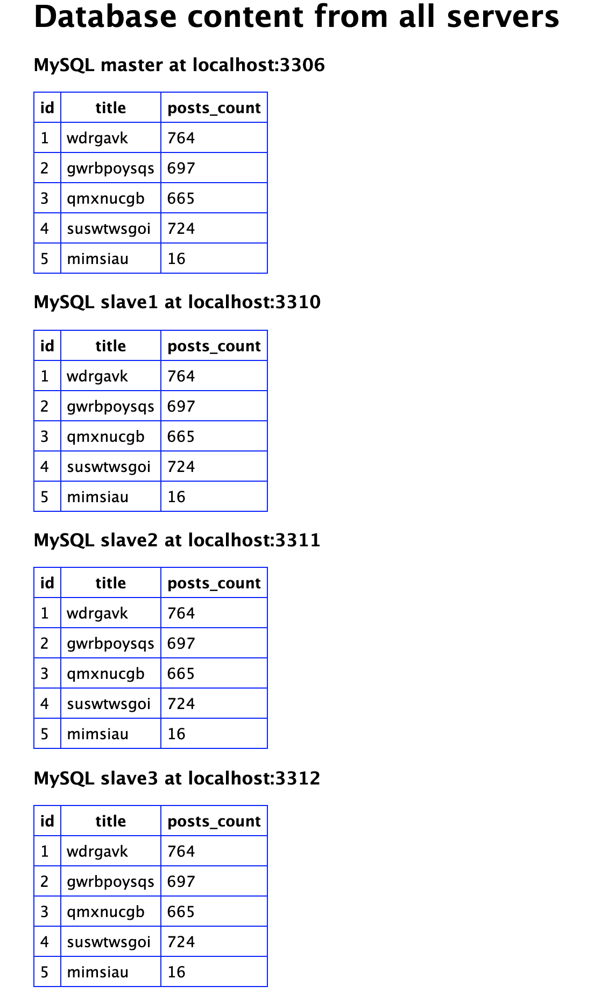 Database content from all servers
MySQL master at localhost:3306
id title posts_count
1 wdrgavk 764
2 gwrbpoysqs 697
3 qmxnucgb 665
4 suswtwsgoi 724
5 mimsiau 16
MySQL slave1 at localhost:3310
id title posts_count
1 wdrgavk 764
2 gwrbpoysqs 697
3 qmxnucgb 665
4 suswtwsgoi 724
5 mimsiau 16
MySQL slave2 at localhost:3311
id title posts_count
1 wdrgavk 764
2 gwrbpoysqs 697
3 qmxnucgb 665
4 suswtwsgoi 724
5 mimsiau 16
MySQL slave3 at localhost:3312
id title posts_count
1 wdrgavk 764
2 gwrbpoysqs 697
3 qmxnucgb 665
4 suswtwsgoi 724
5 mimsiau 16